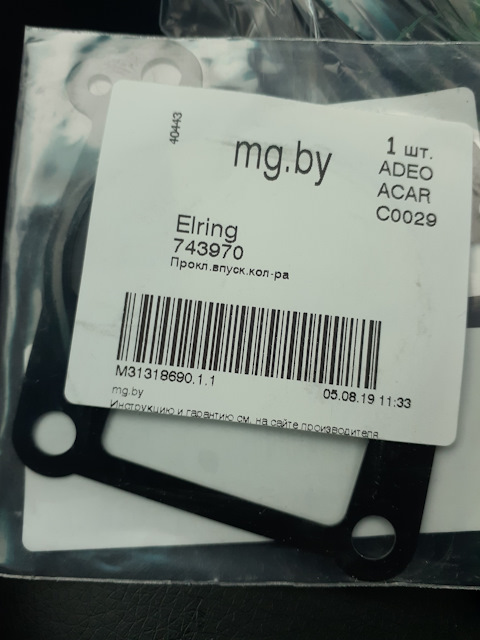 40443
mg.by
1 шт.
ADEO
ACAR
C0029
Elring
743970
Прокл.впуск.кол-ра
M31318690.1.1
05.08.19 11:33
mg.by
Инструкцию и гарантию см. на сайте производителя